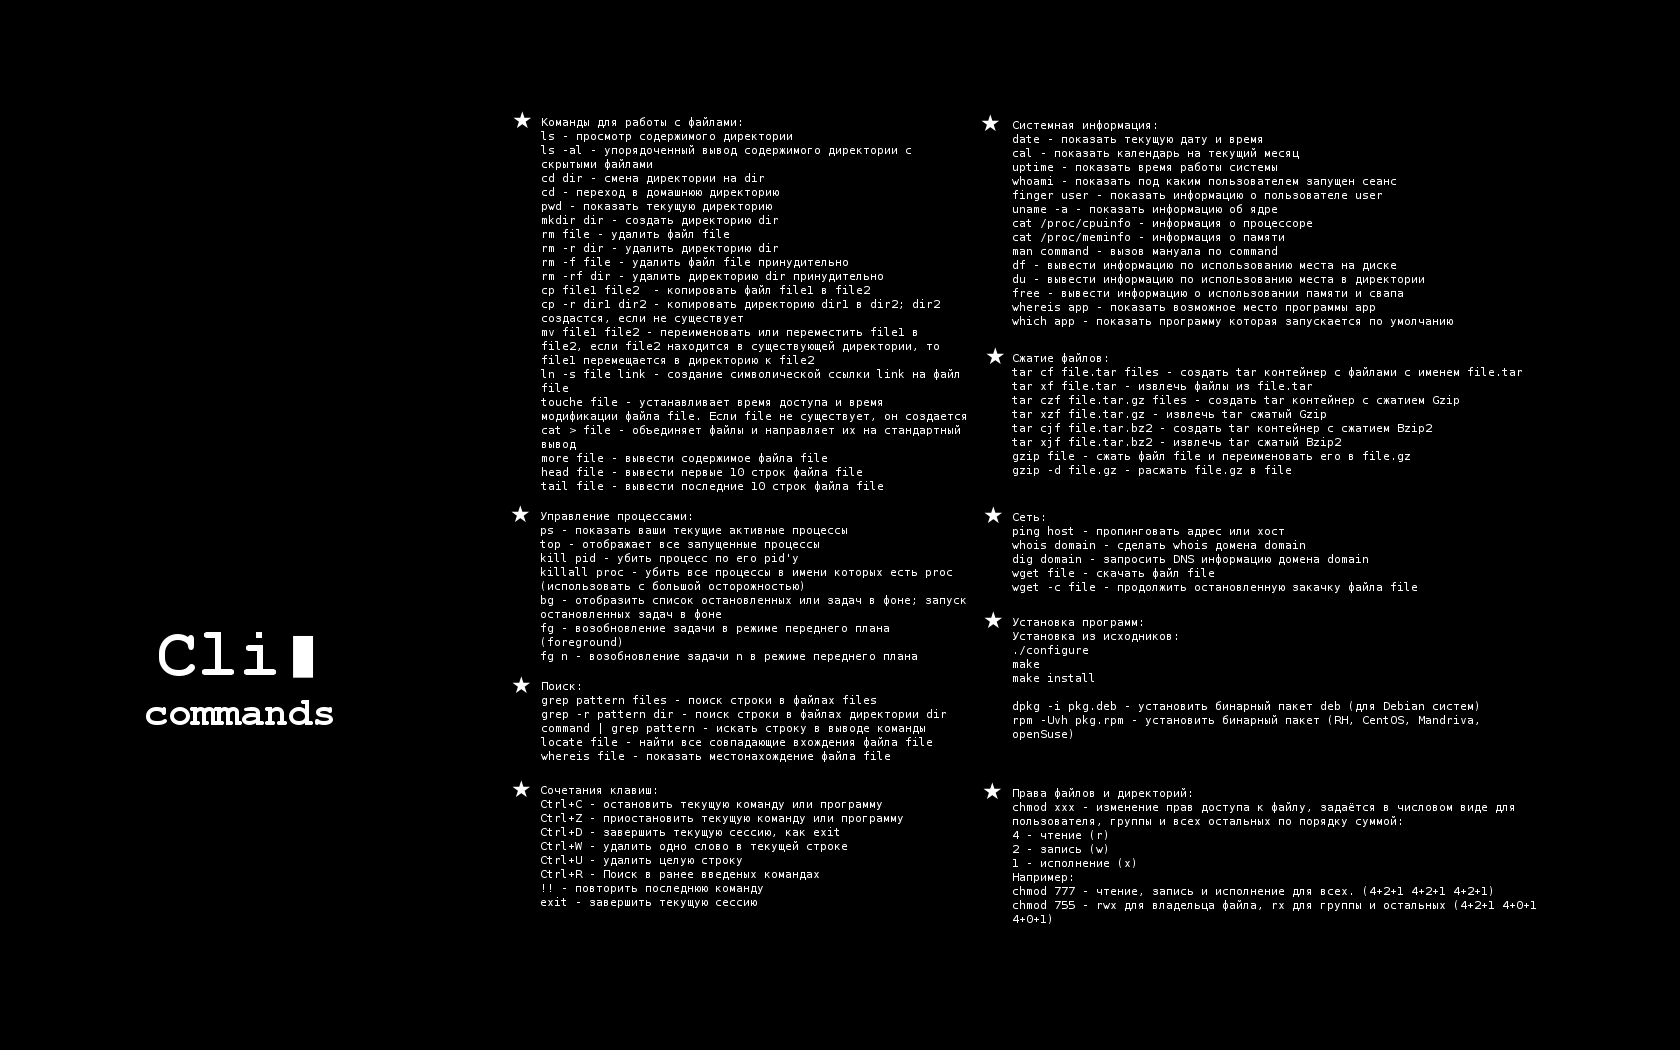 Cli
commands
Команды для работы с файлами:
ls - просмотр содержимого директории
ls -al - упорядоченный вывод содержимого директории с
скрытыми файлами
cd dir - смена директории на dir
cd - переход в домашнюю директорию
pwd - показать текущую директорию
mkdir dir - создать директорию dir
rm file - удалить файл file
rm -r dir - удалить директорию dir
rm -f file - удалить файл file принудительно
rm -rf dir - удалить директорию dir принудительно
cp file1 file2  - копировать файл file1 в file2
cp -r dir1 dir2 - копировать директорию dir1 в dir2; dir2
создастся, если не существует
mv file1 file2 - переименовать или переместить file1 в
file2, если file2 находится в существующей директории, то
file1 перемещается в директорию к file2
ln -s file link - создание символической ссылки link на файл
file
touche file - устанавливает время доступа и время
модификации файла file. Если file не существует, он создается
cat > file - объединяет файлы и направляет их на стандартный
вывод
more file - вывести содержимое файла file
head file - вывести первые 10 строк файла file
tail file - вывести последние 10 строк файла file
Управление процессами:
ps - показать ваши текущие активные процессы
top - отображает все запущенные процессы
kill pid - убить процесс по его pid'у
killall proc - убить все процессы в имени которых есть proc
(использовать с большой осторожностью)
bg - отобразить список остановленных или задач в фоне; запуск
остановленных задач в фоне
fg - возобновление задачи в режиме переднего плана
(foreground)
fg n - возобновление задачи n в режиме переднего плана
Поиск:
grep pattern files - поиск строки в файлах files
grep -r pattern dir - поиск строки в файлах директории dir
command | grep pattern - искать строку в выводе команды
locate file - найти все совпадающие вхождения файла file
whereis file - показать местонахождение файла file
Сочетания клавиш:
Ctrl+C - остановить текущую команду или программу
Ctrl+Z - приостановить текущую команду или программу
Ctrl+D - завершить текущую сессию, как exit
Ctrl+W - удалить одно слово в текущей строке
Ctrl+U - удалить целую строку
Ctrl+R - Поиск в ранее введеных командах
!! - повторить последнюю команду
exit - завершить текущую сессию
Системная информация:
date - показать текущую дату и время
cal - показать календарь на текущий месяц
uptime - показать время работы системы
whoami - показать под каким пользователем запущен сеанс
finger user - показать информацию о пользователе user
uname -a - показать информацию об ядре
cat /proc/cpuinfo - информация о процессоре
cat /proc/meminfo - информация о памяти
man command - вызов мануала по command
df - вывести информацию по использованию места на диске
du - вывести информацию по использованию места в директории
free - вывести информацию о использовании памяти и свапа
whereis app - показать возможное место программы app
which app - показать программу которая запускается по умолчанию
Сжатие файлов:
tar cf file.tar files - создать tar контейнер с файлами с именем file.tar
tar xf file.tar - извлечь файлы из file.tar
tar czf file.tar.gz files - создать tar контейнер с сжатием Gzip
tar xzf file.tar.gz - извлечь tar сжатый Gzip
tar cjf file.tar.bz2 - создать tar контейнер с сжатием Bzip2
tar xjf file.tar.bz2 - извлечь tar сжатый Bzip2
gzip file - сжать файл file и переименовать его в file.gz
gzip -d file.gz - расжать file.gz в file
Сеть:
ping host - пропинговать адрес или хост
whois domain - сделать whois домена domain
dig domain - запросить DNS информацию домена domain
wget file - скачать файл file
wget -c file - продолжить остановленную закачку файла file
Установка программ:
Установка из исходников:
./configure
make
make install
dpkg -i pkg.deb - установить бинарный пакет deb (для Debian систем)
rpm -Uvh pkg.rpm - установить бинарный пакет (RH, CentOS, Mandriva,
openSuse)
Права файлов и директорий:
chmod xxx - изменение прав доступа к файлу, задаётся в числовом виде для
пользователя, группы и всех остальных по порядку суммой:
4 - чтение (r)
2 - запись (w)
1 - исполнение (x)
Например:
chmod 777 - чтение, запись и исполнение для всех. (4+2+1 4+2+1 4+2+1)
chmod 755 - rwx для владельца файла, rx для группы и остальных (4+2+1 4+0+1
4+0+1)